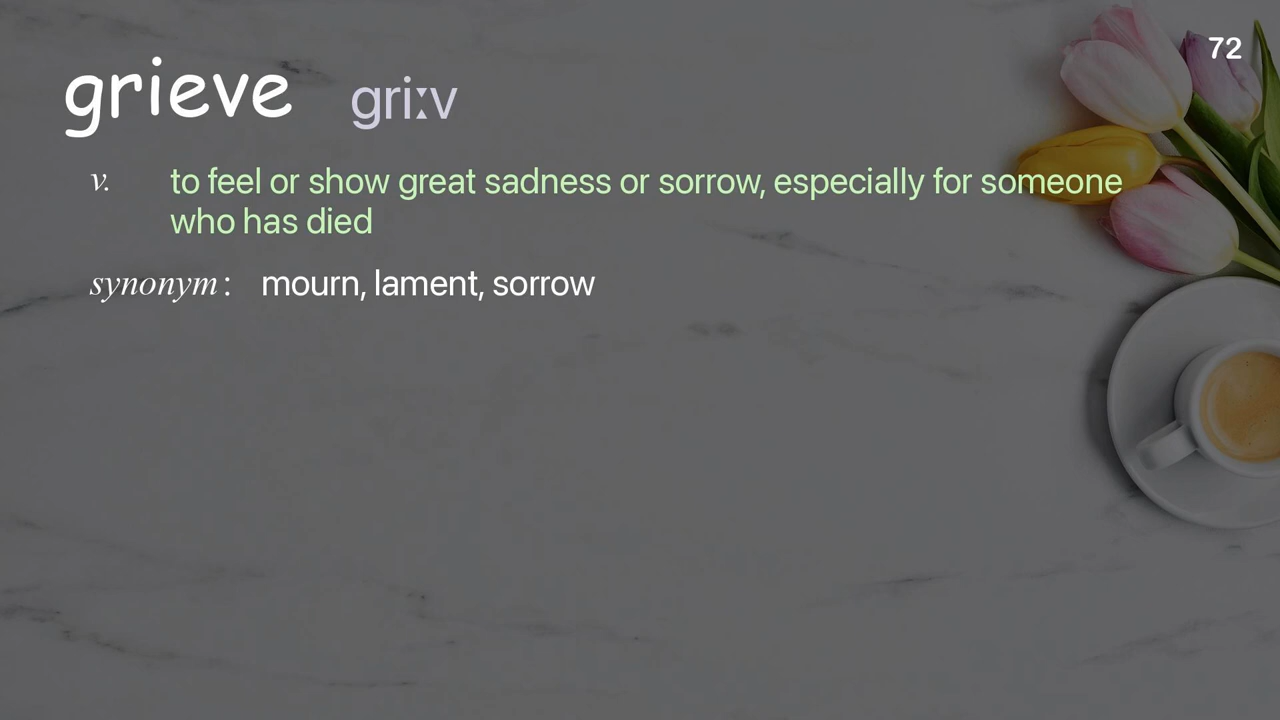 72
grieve griːv
v. to feel or show great sadness or sorrow, especially for someone
who has died
synonym: mourn, lament, sorrow